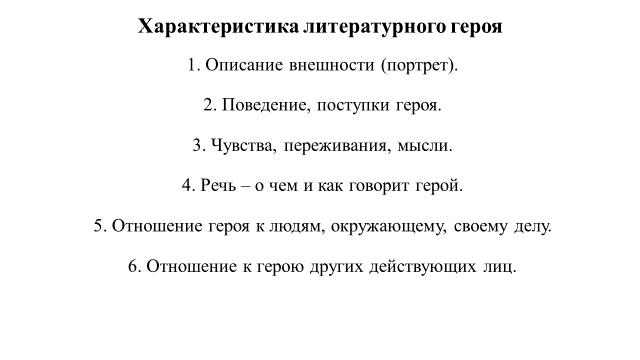 Характеристика литературного героя
1. Описание внешности (портрет).
2. Поведение, поступки героя.
3. Чувства, переживания, мысли.
4. Речь – о чем и как говорит герой.
5. Отношение героя к людям, окружающему, своему делу.
6. Отношение к герою других действующих лиц.